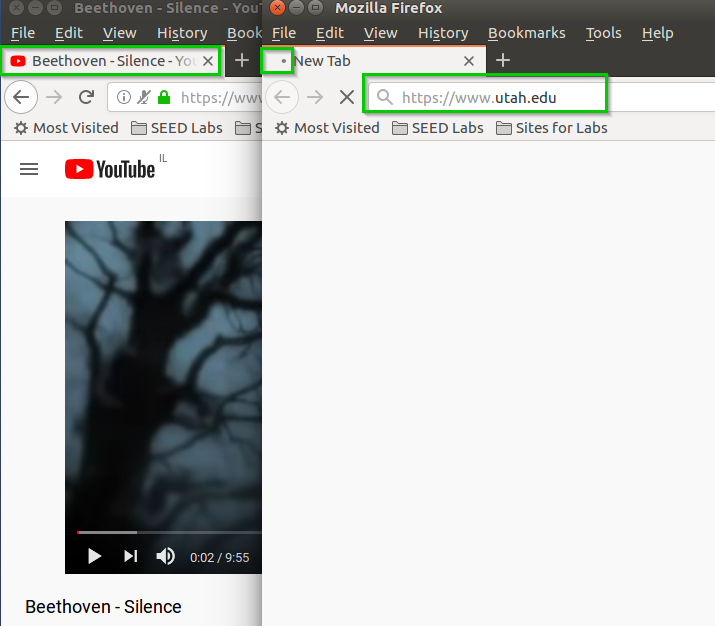 Beethoven - Silence - YouT
File Edit View History Book
Beethoven - Silence - You
https://www
Most Visited SEED Labs S
YouTube IL
0:02 / 9:55
Beethoven - Silence
Mozilla Firefox
File Edit View History Bookmarks Tools Help
New Tab
https://www.utah.edu
Most Visited SEED Labs Sites for Labs